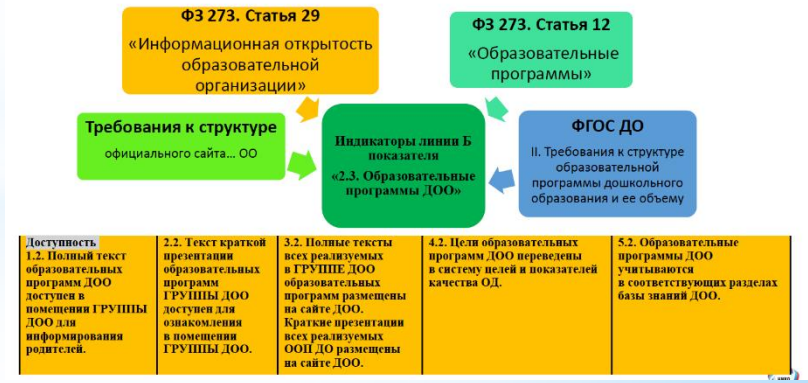 ФЗ 273. Статья 29
«Информационная открытость
образовательной
организации»
ФЗ 273. Статья 12
«Образовательные
программы»
Требования к структуре
официального сайта... ОО
Индикаторы линии Б
показателя
«2.3. Образовательные
программы ДОО»
ФГОС ДО
II. Требования к структуре
образовательной
программы дошкольного
образования и ее объему
Доступность
1.2. Полный текст
образовательных
программ ДОО
доступен в
помещении ГРУППЫ
ДОО для
информирования
родителей.
2.2. Текст краткой
презентации
образовательных
программ
ГРУППЫ ДОО
доступен для
ознакомления
в помещении
ГРУППЫ ДОО.
3.2. Полные тексты
всех реализуемых
в ГРУППЕ ДОО
образовательных
программ размещены
на сайте ДОО.
Краткие презентации
всех реализуемых
ООП ДО размещены
на сайте ДОО.
4.2. Цели образовательных
программ ДОО переведены
в систему целей и показателей
качества ОД.
5.2. Образовательные
программы ДОО
учитываются
в соответствующих разделах
базы знаний ДОО.